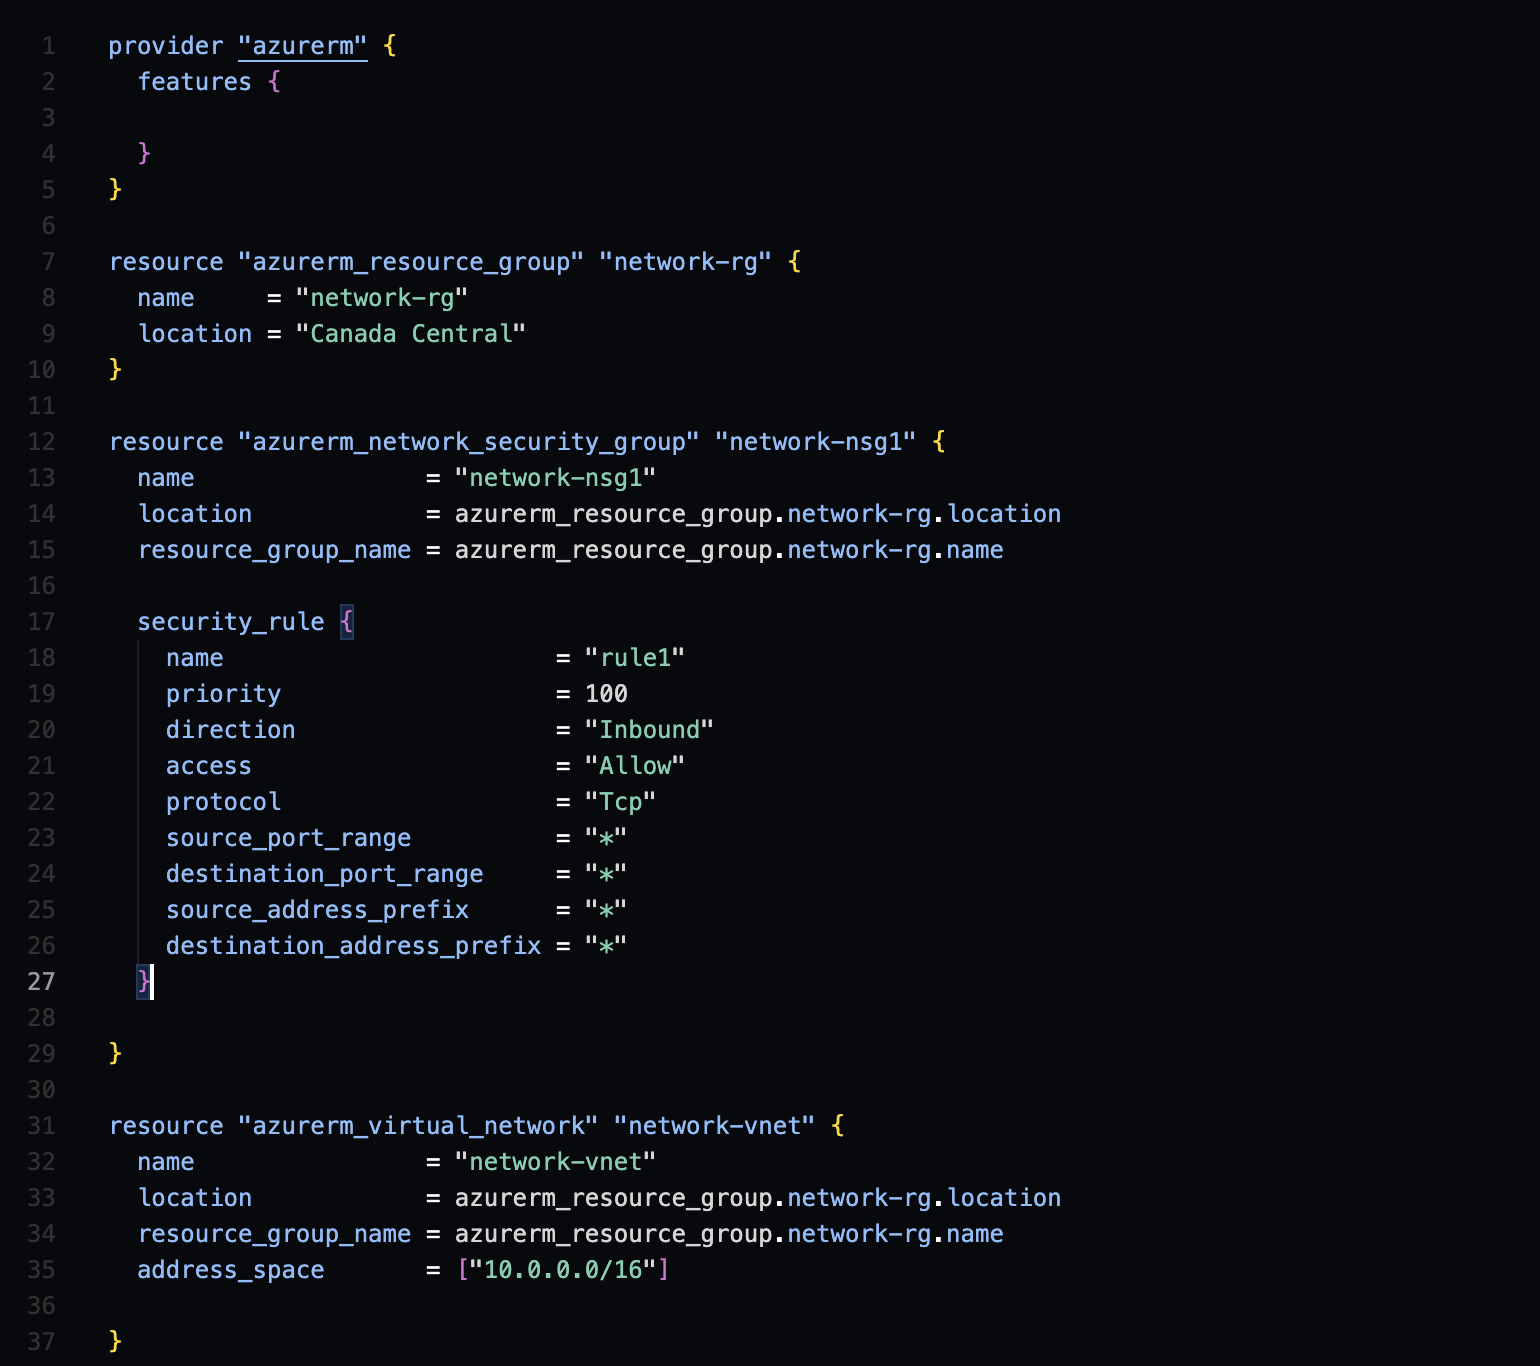 1 provider "azurerm" {
2   features {
3
4   }
5 }
6
7 resource "azurerm_resource_group" "network-rg" {
8   name     = "network-rg"
9   location = "Canada Central"
10 }
11
12 resource "azurerm_network_security_group" "network-nsg1" {
13   name                = "network-nsg1"
14   location            = azurerm_resource_group.network-rg.location
15   resource_group_name = azurerm_resource_group.network-rg.name
16
17   security_rule {
18     name                       = "rule1"
19     priority                   = 100
20     direction                  = "Inbound"
21     access                     = "Allow"
22     protocol                   = "Tcp"
23     source_port_range          = "*"
24     destination_port_range     = "*"
25     source_address_prefix      = "*"
26     destination_address_prefix = "*"
27   }
28
29 }
30
31 resource "azurerm_virtual_network" "network-vnet" {
32   name                = "network-vnet"
33   location            = azurerm_resource_group.network-rg.location
34   resource_group_name = azurerm_resource_group.network-rg.name
35   address_space       = ["10.0.0.0/16"]
36
37 }